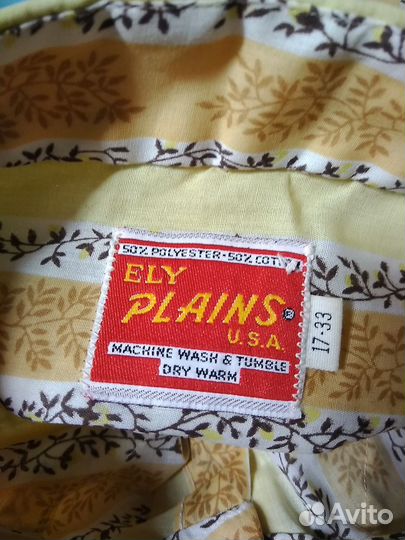 50% POLYESTER·50% COTTON
ELY
PLAINS®
U.S.A.
MACHINE WASH & TUMBLE
DRY WARM
17-33
Avito